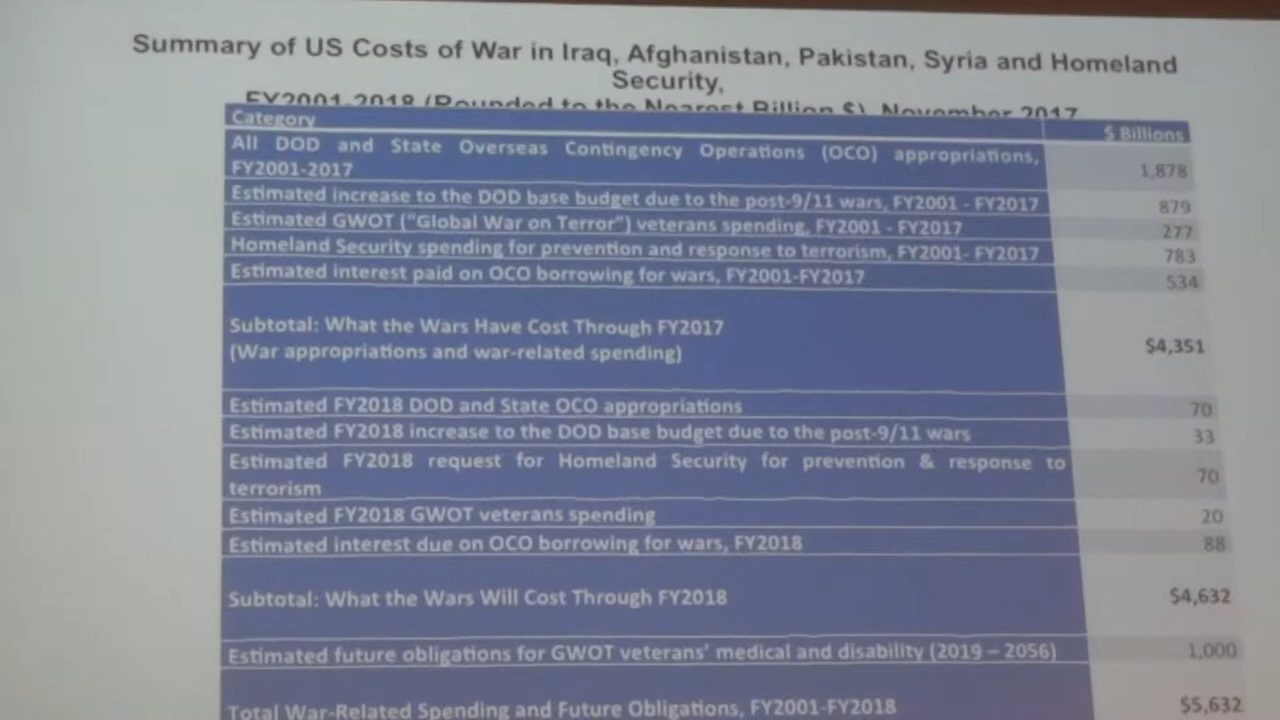 Summary of US Costs of War in Iraq, Afghanistan, Pakistan, Syria and Homeland
Security,
FY2001-2018 (Rounded to the Nearest Billion $), November 2017
Category $ Billions
All DOD and State Overseas Contingency Operations (OCO) appropriations,
FY2001-2017 1,878
Estimated increase to the DOD base budget due to the post-9/11 wars, FY2001 - FY2017 879
Estimated GWOT (“Global War on Terror”) veterans spending, FY2001 - FY2017 277
Homeland Security spending for prevention and response to terrorism, FY2001- FY2017 783
Estimated interest paid on OCO borrowing for wars, FY2001-FY2017 534
Subtotal: What the Wars Have Cost Through FY2017
(War appropriations and war-related spending) $4,351
Estimated FY2018 DOD and State OCO appropriations 70
Estimated FY2018 increase to the DOD base budget due to the post-9/11 wars 33
Estimated FY2018 request for Homeland Security for prevention & response to
terrorism 70
Estimated FY2018 GWOT veterans spending 20
Estimated interest due on OCO borrowing for wars, FY2018 88
Subtotal: What the Wars Will Cost Through FY2018 $4,632
Estimated future obligations for GWOT veterans’ medical and disability (2019 – 2056) 1,000
Total War-Related Spending and Future Obligations, FY2001-FY2018 $5,632